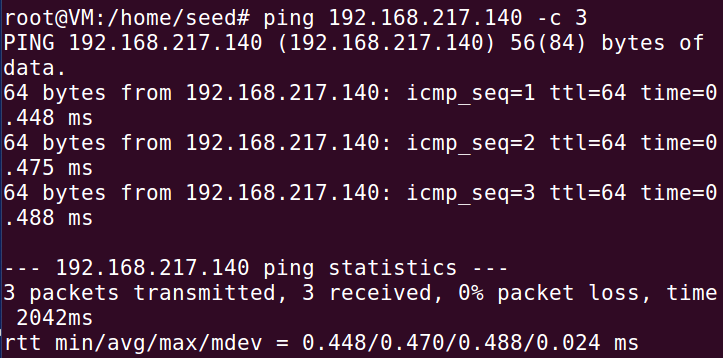 root@VM:/home/seed# ping 192.168.217.140 -c 3
PING 192.168.217.140 (192.168.217.140) 56(84) bytes of
data.
64 bytes from 192.168.217.140: icmp_seq=1 ttl=64 time=0
.448 ms
64 bytes from 192.168.217.140: icmp_seq=2 ttl=64 time=0
.475 ms
64 bytes from 192.168.217.140: icmp_seq=3 ttl=64 time=0
.488 ms
--- 192.168.217.140 ping statistics ---
3 packets transmitted, 3 received, 0% packet loss, time
 2042ms
rtt min/avg/max/mdev = 0.448/0.470/0.488/0.024 ms